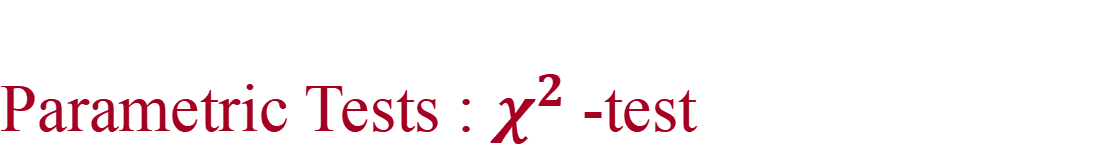 Parametric Tests : 𝝌² -test